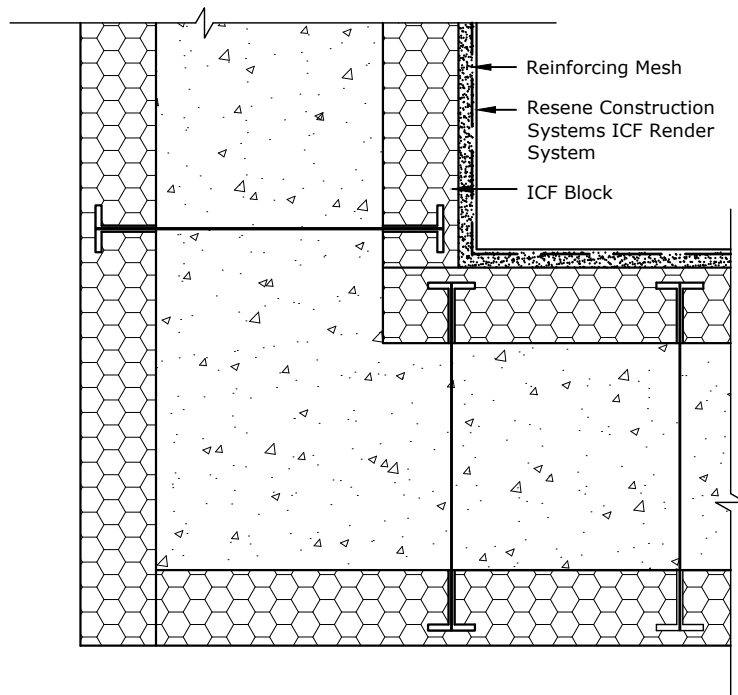 Reinforcing Mesh
Resene Construction
Systems ICF Render
System
ICF Block